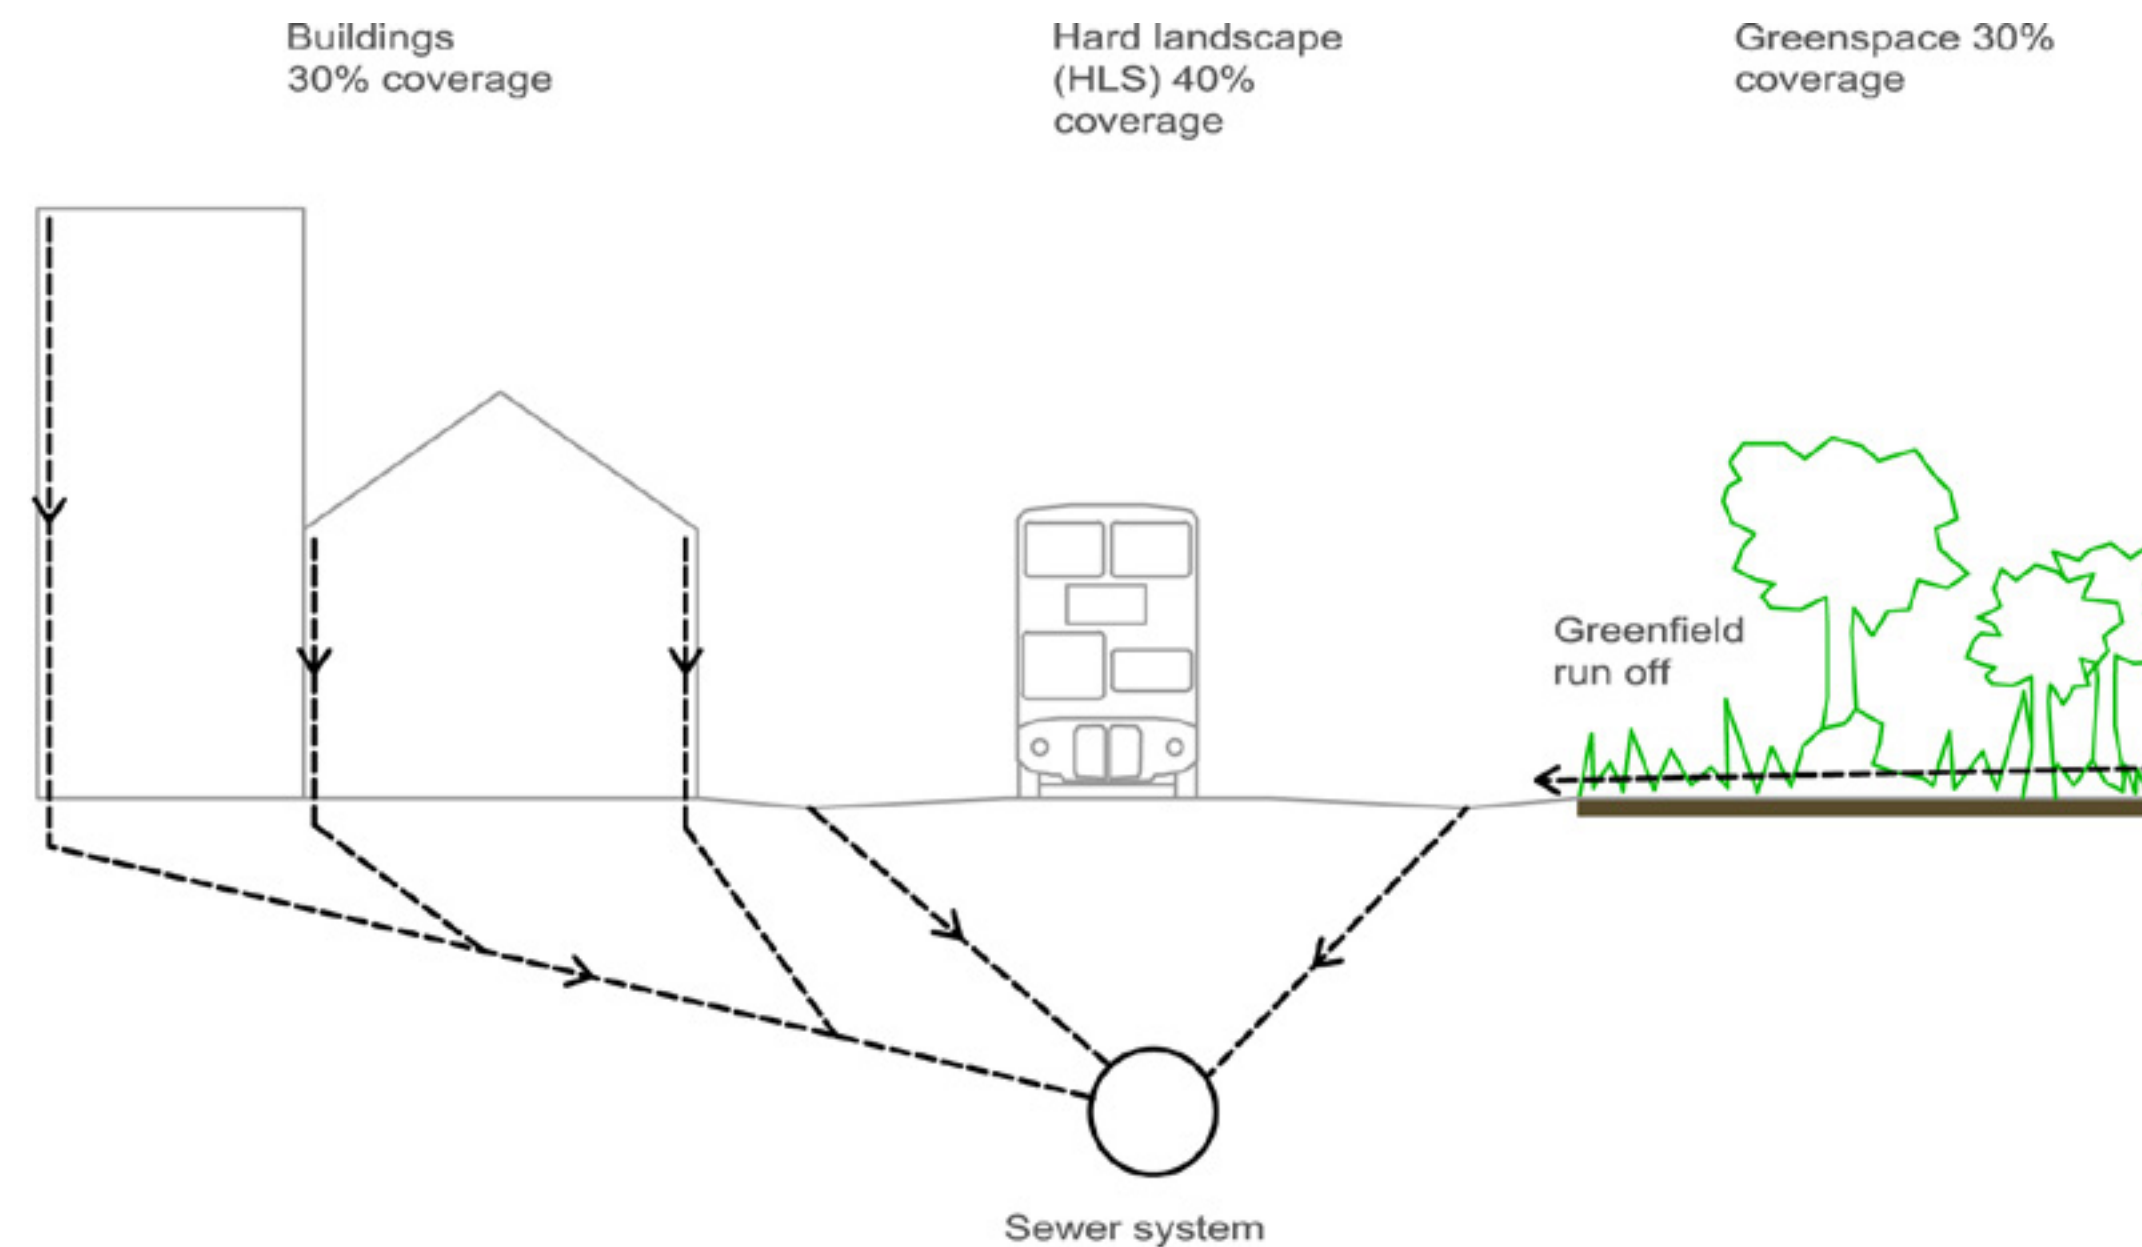 Buildings
30% coverage
Hard landscape
(HLS) 40%
coverage
Greenspace 30%
coverage
Greenfield
run off
Sewer system